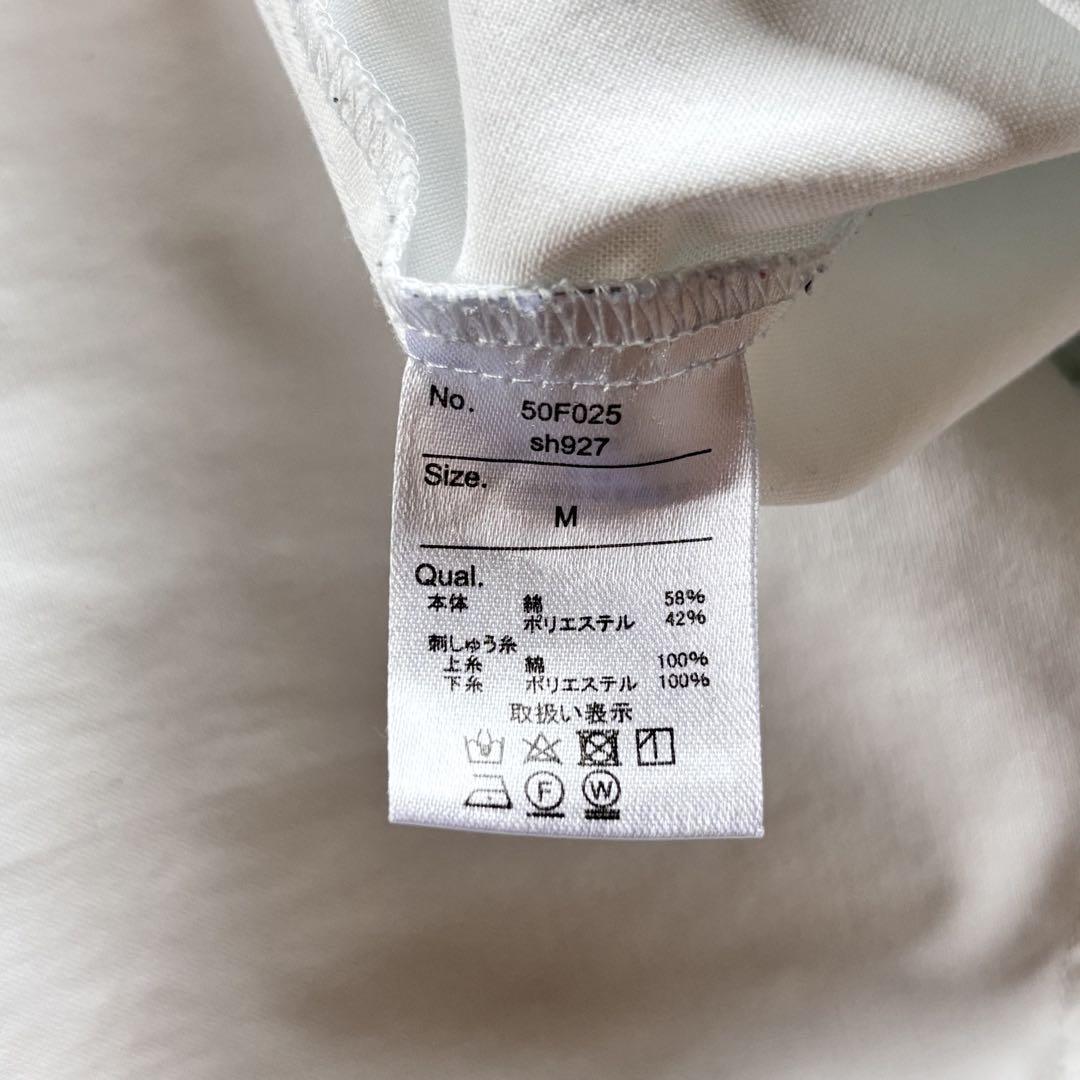 No. 50F025
sh927
Size.
M
Qual.
本体 綿 58%
ポリエステル 42%
刺しゅう糸
上糸 綿 100%
下糸 ポリエステル 100%
取扱い表示
F W